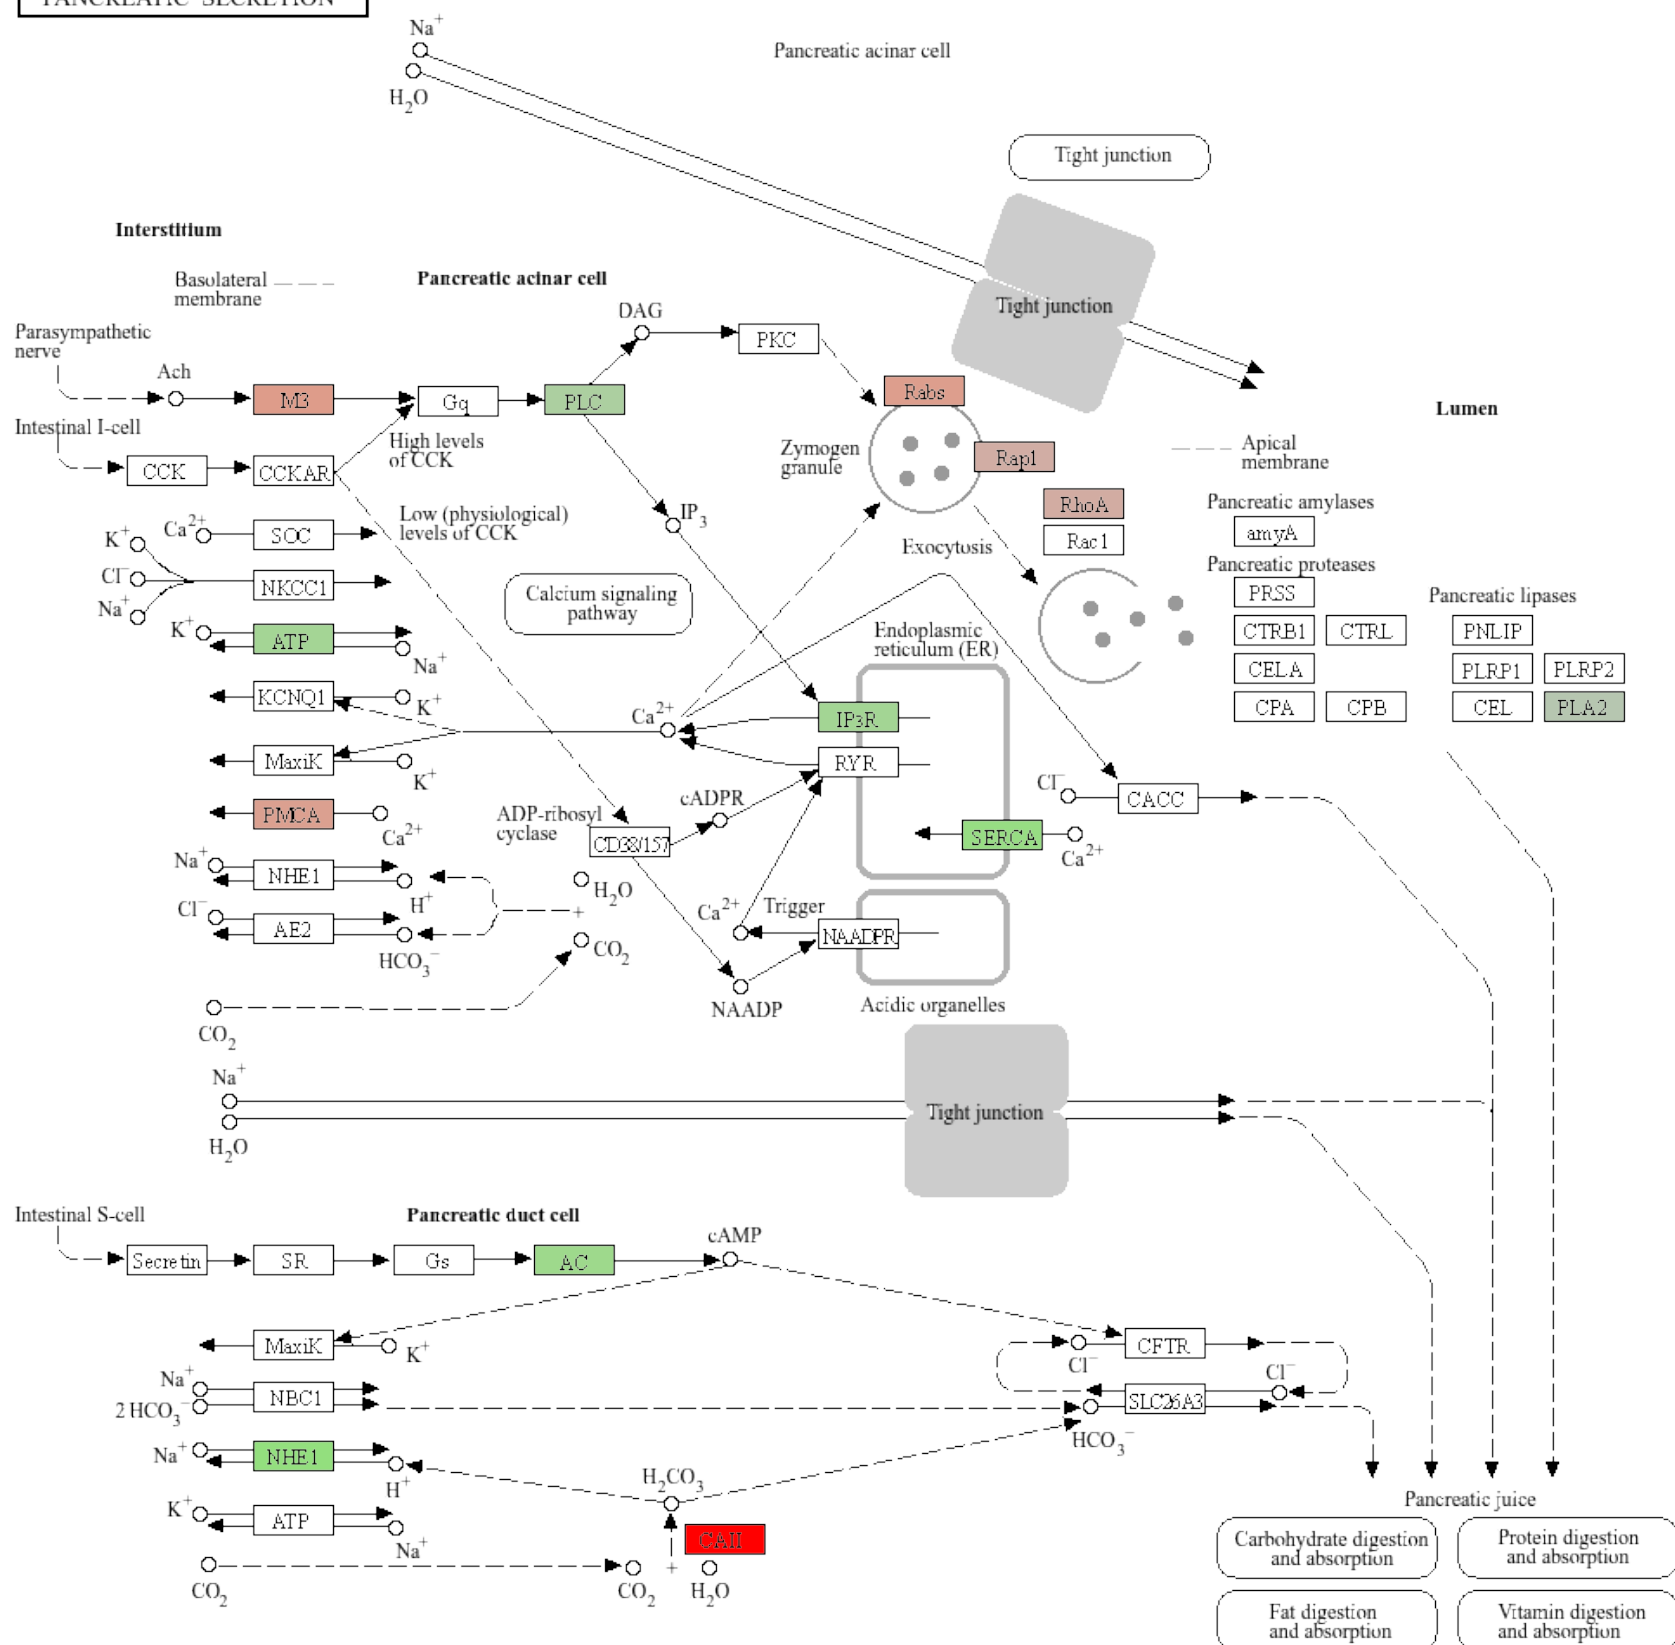 PANCREATIC SECRETION
Na⁺
H₂O
Pancreatic acinar cell
Tight junction
Interstitium
Basolateral
membrane
Pancreatic acinar cell
Tight junction
Parasympathetic
nerve
Ach
M3
Gq
PLC
DAG
PKC
Rabs
Lumen
Intestinal I-cell
CCK
CCKAR
High levels
of CCK
Zymogen
granule
Rap1
Apical
membrane
Low (physiological)
levels of CCK
IP₃
RhoA
Rac1
Exocytosis
Pancreatic amylases
amyA
Pancreatic proteases
PRSS
CTRB1
CTRL
CELA
CPA
CPB
Pancreatic lipases
PNLIP
PLRP1
PLRP2
CEL
PLA2
Ca²⁺
SOC
K⁺
Cl⁻
Na⁺
NKCC1
Calcium signaling
pathway
K⁺
ATP
Na⁺
Endoplasmic
reticulum (ER)
KCNQ1
K⁺
Ca²⁺
IP3R
RYR
MaxiK
K⁺
PMCA
Ca²⁺
ADP-ribosyl
cyclase
cADPR
CD38/157
Cl⁻
CACC
SERCA
Ca²⁺
Na⁺
NHE1
H⁺
H₂O
+
CO₂
Cl⁻
AE2
HCO₃⁻
Ca²⁺
Trigger
NAADPR
NAADP
Acidic organelles
CO₂
Na⁺
H₂O
Tight junction
Intestinal S-cell
Pancreatic duct cell
Secretin
SR
Gs
AC
cAMP
MaxiK
K⁺
CFTR
Cl⁻
Cl⁻
Na⁺
2 HCO₃⁻
NBC1
SLC26A3
HCO₃⁻
Na⁺
NHE1
H⁺
H₂CO₃
K⁺
ATP
Na⁺
CAII
CO₂
CO₂
+
H₂O
Pancreatic juice
Carbohydrate digestion
and absorption
Protein digestion
and absorption
Fat digestion
and absorption
Vitamin digestion
and absorption